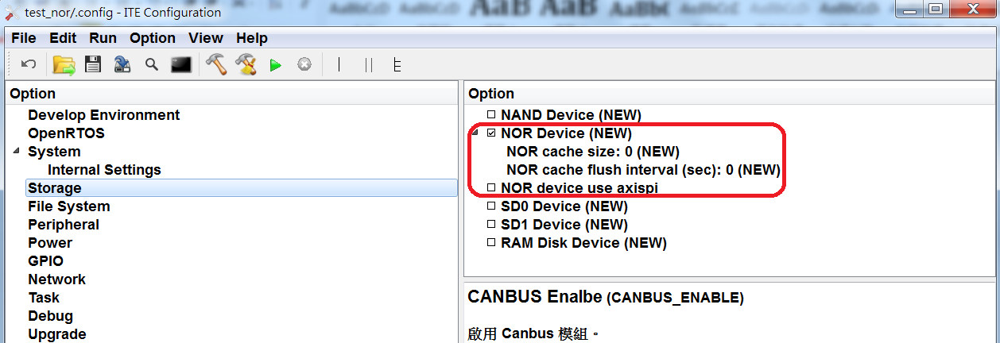 test_nor/.config - ITE Configuration
File Edit Run Option View Help
Option
Develop Environment
OpenRTOS
System
Internal Settings
Storage
File System
Peripheral
Power
GPIO
Network
Task
Debug
Upgrade
Option
NAND Device (NEW)
NOR Device (NEW)
NOR cache size: 0 (NEW)
NOR cache flush interval (sec): 0 (NEW)
NOR device use axispi
SD0 Device (NEW)
SD1 Device (NEW)
RAM Disk Device (NEW)
CANBUS Enalbe (CANBUS_ENABLE)
啟用 Canbus 模組。